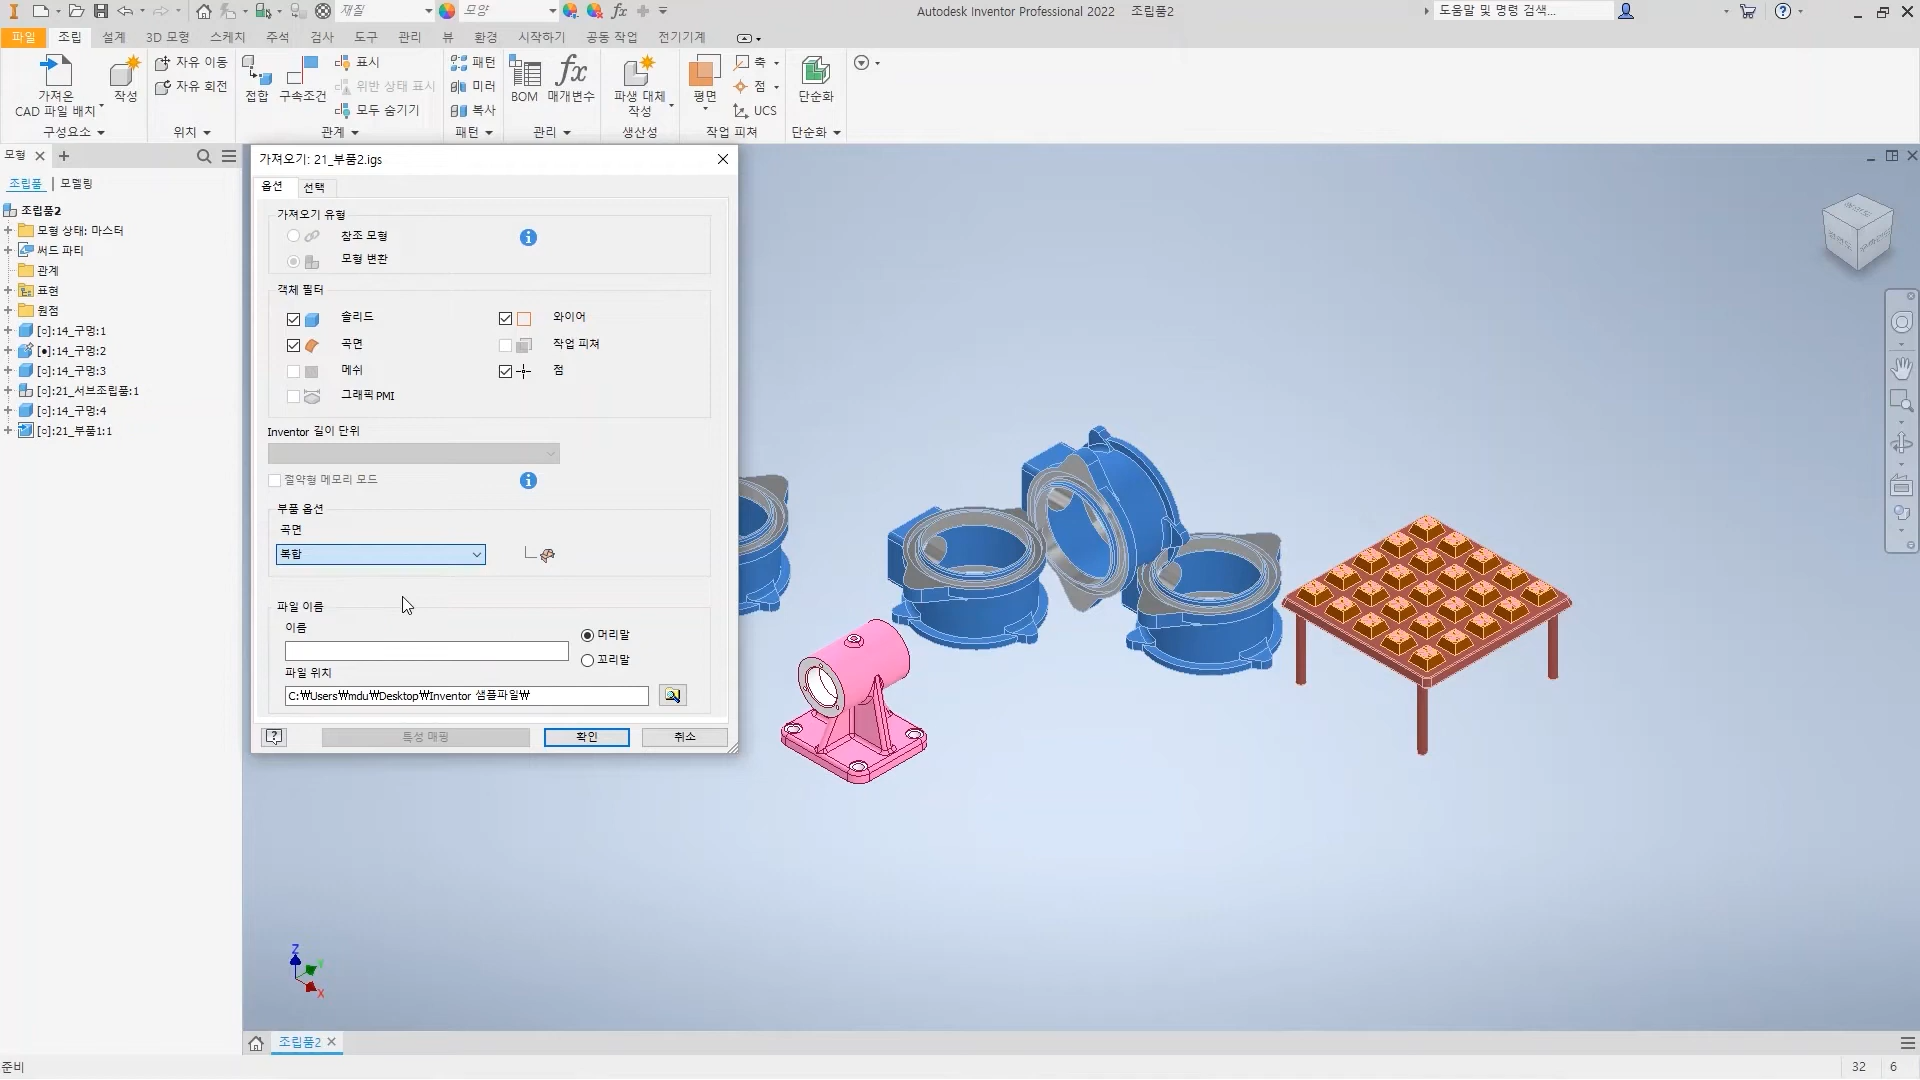 재질
모양
fx
Autodesk Inventor Professional 2022 조립품2
도움말 및 명령 검색...
파일 조립 설계 3D 모형 스케치 주석 검사 도구 관리 뷰 환경 시작하기 공동 작업 전기기계
가져온
CAD 파일 배치
작성
구성요소
자유 이동
자유 회전
위치
접합
구속조건
표시
위반 상태 표시
모두 숨기기
관계
패턴
미러
복사
패턴
BOM
fx
매개변수
관리
파생 대체
작성
생산성
평면
축
점
UCS
작업 피쳐
단순화
단순화
모형
조립품 | 모델링
조립품2
모형 상태: 마스터
써드 파티
관계
표현
원점
[○]:14_구멍:1
[●]:14_구멍:2
[○]:14_구멍:3
[○]:21_서브조립품:1
[○]:14_구멍:4
[○]:21_부품1:1
가져오기: 21_부품2.igs
옵션 선택
가져오기 유형
참조 모형
모형 변환
객체 필터
솔리드 와이어
곡면 작업 피쳐
메쉬 점
그래픽 PMI
Inventor 길이 단위
절약형 메모리 모드
부품 옵션
곡면
복합
파일 이름
이름
머리말
꼬리말
파일 위치
C:₩Users₩mdu₩Desktop₩Inventor 샘플파일₩
특성 매핑 확인 취소
Z
Y
X
조립품2
준비
32 6